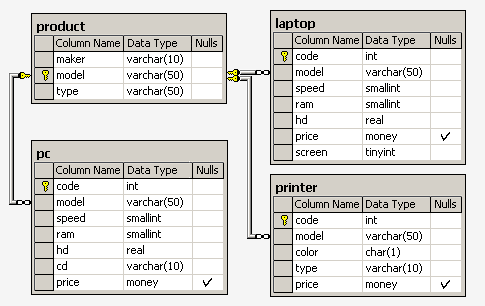 product
Column Name Data Type Nulls
maker varchar(10)
model varchar(50)
type varchar(50)
pc
Column Name Data Type Nulls
code int
model varchar(50)
speed smallint
ram smallint
hd real
cd varchar(10)
price money ✓
laptop
Column Name Data Type Nulls
code int
model varchar(50)
speed smallint
ram smallint
hd real
price money ✓
screen tinyint
printer
Column Name Data Type Nulls
code int
model varchar(50)
color char(1)
type varchar(10)
price money ✓